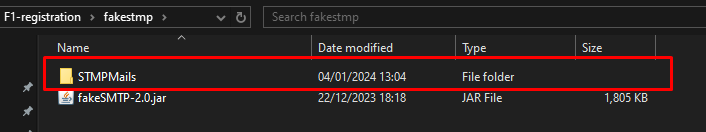 F1-registration > fakestmp
Search fakestmp
Name Date modified Type Size
STMPMails 04/01/2024 13:04 File folder
fakeSMTP-2.0.jar 22/12/2023 18:18 JAR File 1,805 KB